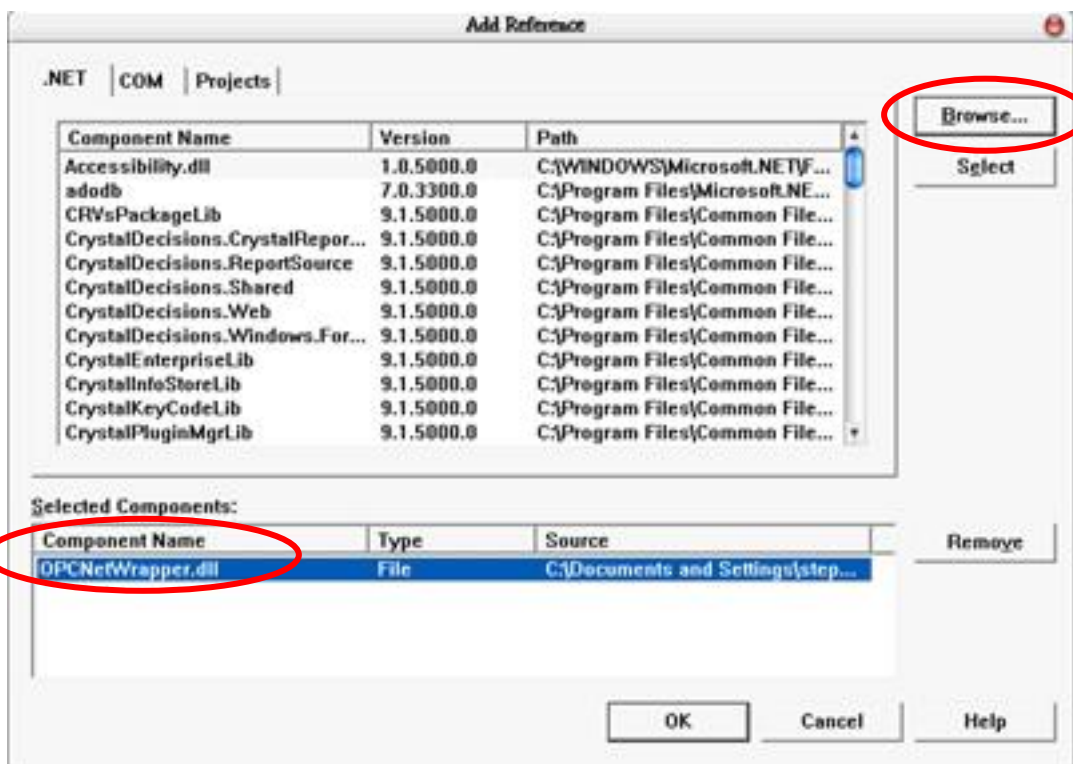 Add Reference
.NET COM Projects
Browse...
Component Name Version Path
Accessibility.dll 1.0.5000.0 C:\WINDOWS\Microsoft.NET\F...
Select
adodb 7.0.3300.0 C:\Program Files\Microsoft.NE...
CRVsPackageLib 9.1.5000.0 C:\Program Files\Common File...
CrystalDecisions.CrystalRepor... 9.1.5000.0 C:\Program Files\Common File...
CrystalDecisions.ReportSource 9.1.5000.0 C:\Program Files\Common File...
CrystalDecisions.Shared 9.1.5000.0 C:\Program Files\Common File...
CrystalDecisions.Web 9.1.5000.0 C:\Program Files\Common File...
CrystalDecisions.Windows.For... 9.1.5000.0 C:\Program Files\Common File...
CrystalEnterpriseLib 9.1.5000.0 C:\Program Files\Common File...
CrystalInfoStoreLib 9.1.5000.0 C:\Program Files\Common File...
CrystalKeyCodeLib 9.1.5000.0 C:\Program Files\Common File...
CrystalPluginMgrLib 9.1.5000.0 C:\Program Files\Common File...
Selected Components:
Component Name Type Source
Remove
OPCNetWrapper.dll File C:\Documents and Settings\step...
OK Cancel Help